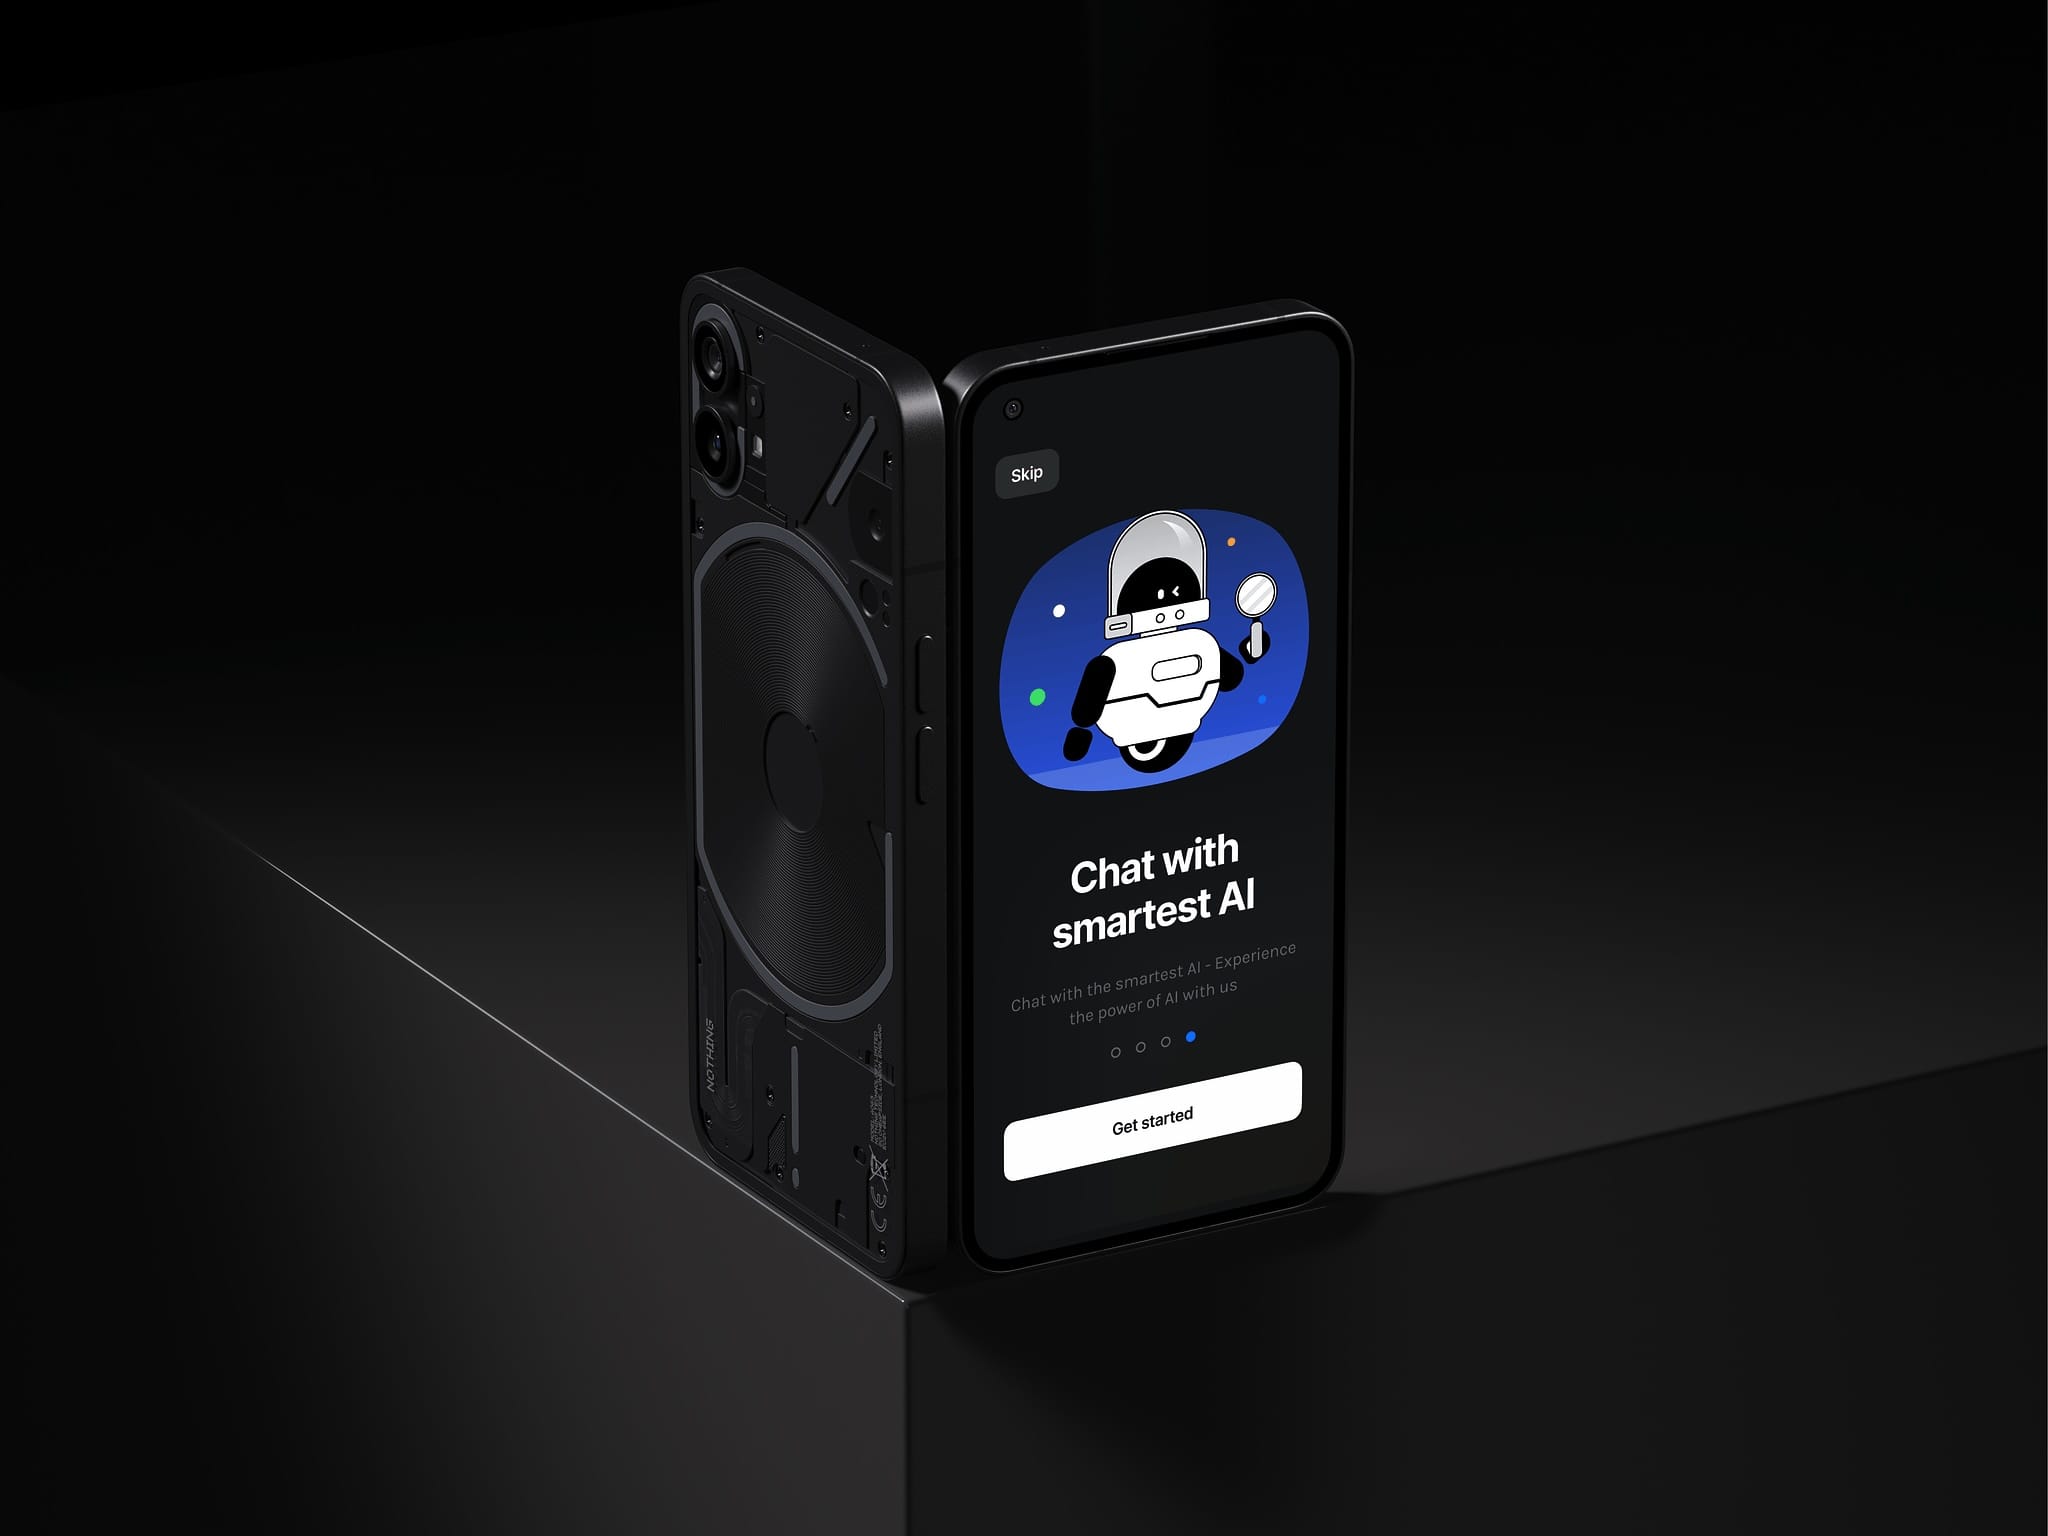 Skip
Chat with
smartest AI
Chat with the smartest AI - Experience
the power of AI with us
Get started
NOTHING
CE